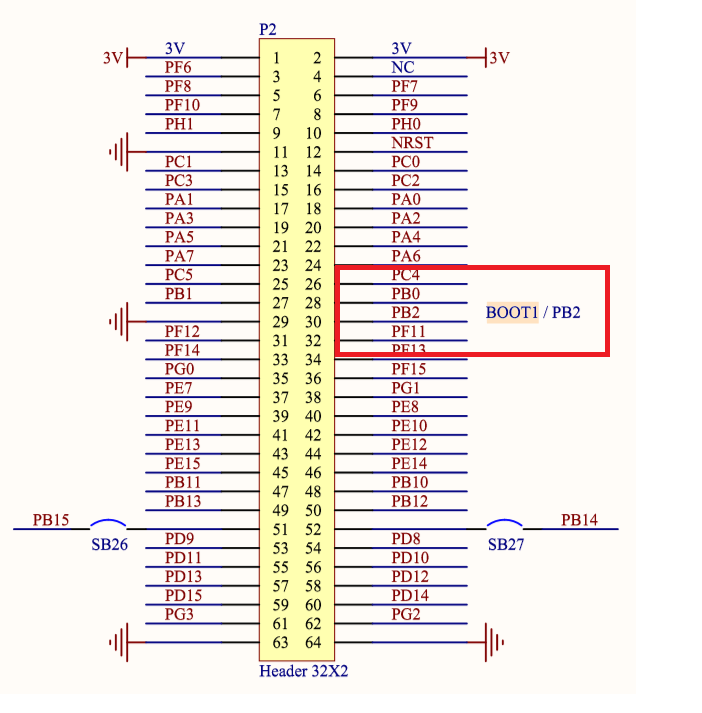 P2
3V 3V 1 2 3V 3V
PF6 3 4 NC
PF8 5 6 PF7
PF10 7 8 PF9
PH1 9 10 PH0
11 12 NRST
PC1 13 14 PC0
PC3 15 16 PC2
PA1 17 18 PA0
PA3 19 20 PA2
PA5 21 22 PA4
PA7 23 24 PA6
PC5 25 26 PC4
PB1 27 28 PB0
29 30 PB2 BOOT1 / PB2
PF12 31 32 PF11
PF14 33 34 PF13
PG0 35 36 PF15
PE7 37 38 PG1
PE9 39 40 PE8
PE11 41 42 PE10
PE13 43 44 PE12
PE15 45 46 PE14
PB11 47 48 PB10
PB13 49 50 PB12
PB15 SB26 51 52 SB27 PB14
PD9 53 54 PD8
PD11 55 56 PD10
PD13 57 58 PD12
PD15 59 60 PD14
PG3 61 62 PG2
63 64
Header 32X2